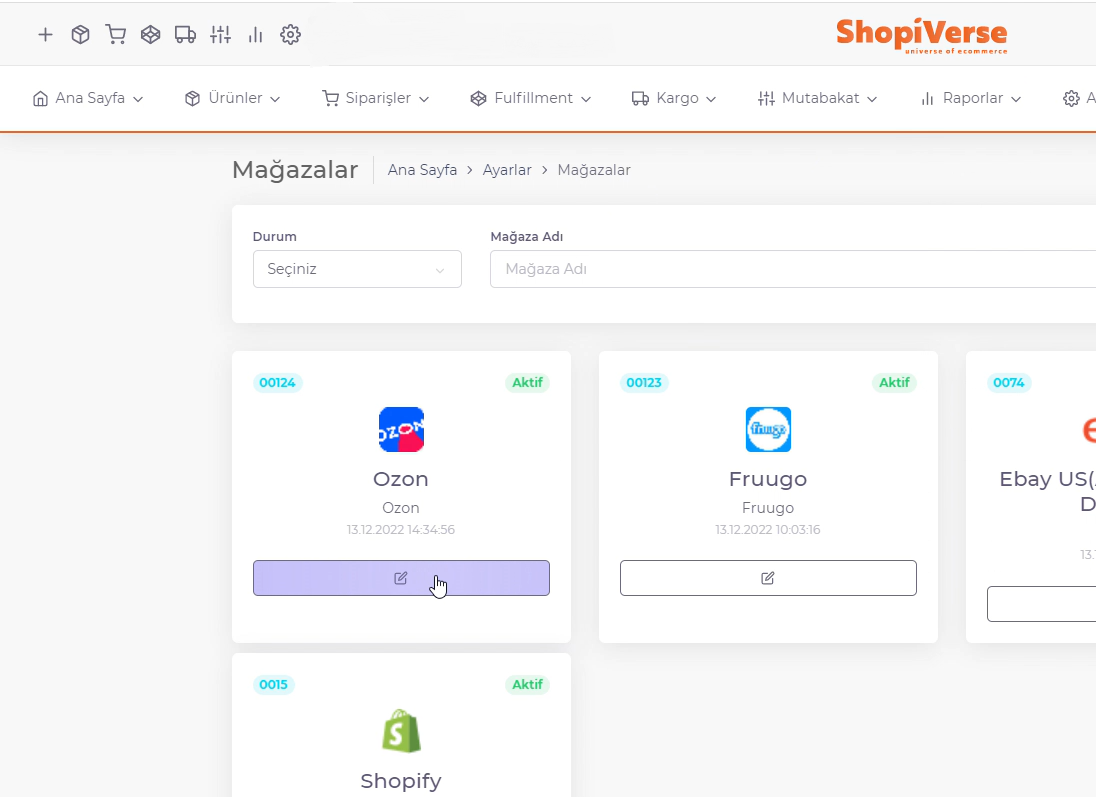 ShopiVerse
universe of ecommerce
Ana Sayfa Ürünler Siparişler Fulfillment Kargo Mutabakat Raporlar A
Mağazalar Ana Sayfa > Ayarlar > Mağazalar
Durum Mağaza Adı
Seçiniz Mağaza Adı
00124 Aktif
OZON
Ozon
Ozon
13.12.2022 14:34:56
00123 Aktif
fruugo
Fruugo
Fruugo
13.12.2022 10:03:16
0074
e
Ebay US(
D
13.1
0015 Aktif
S
Shopify